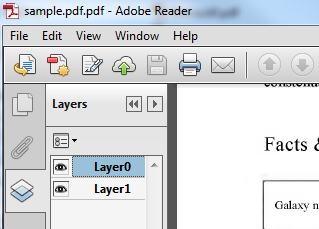 sample.pdf.pdf - Adobe Reader
File Edit View Window Help
Layers
Layer0
Layer1
Facts &
Galaxy n